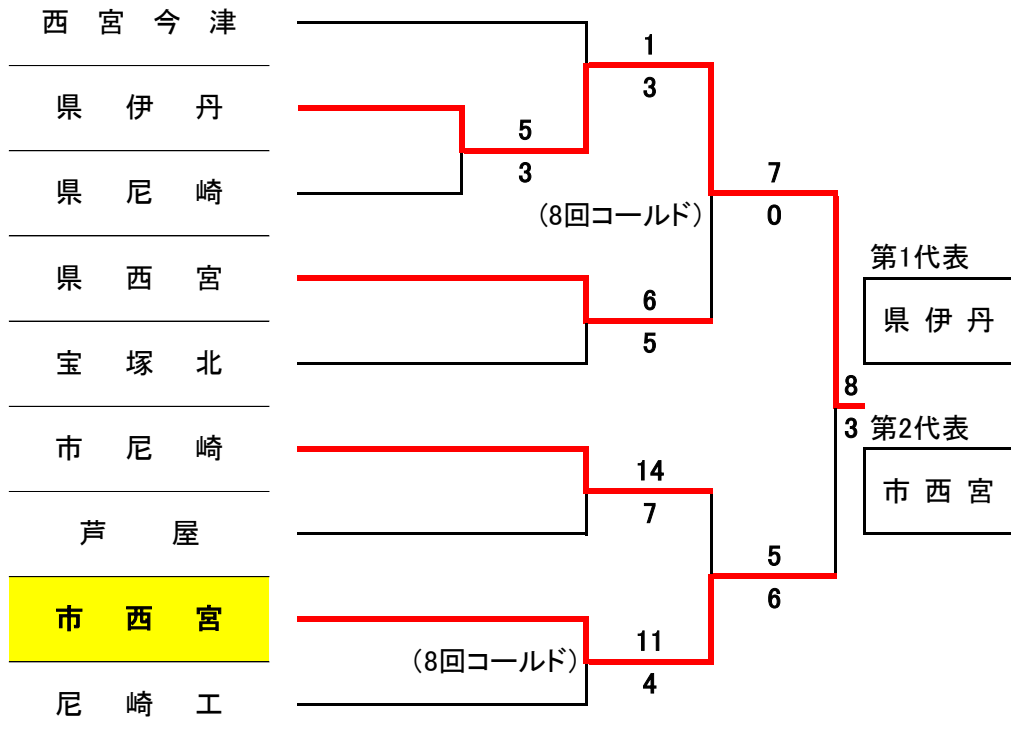 西宮今津
1
3
県伊丹
5
3
県尼崎
7
0
(8回コールド)
第1代表
県伊丹
県西宮
6
5
宝塚北
8
3
第2代表
市西宮
市尼崎
14
7
芦屋
5
6
市西宮
11
4
(8回コールド)
尼崎工